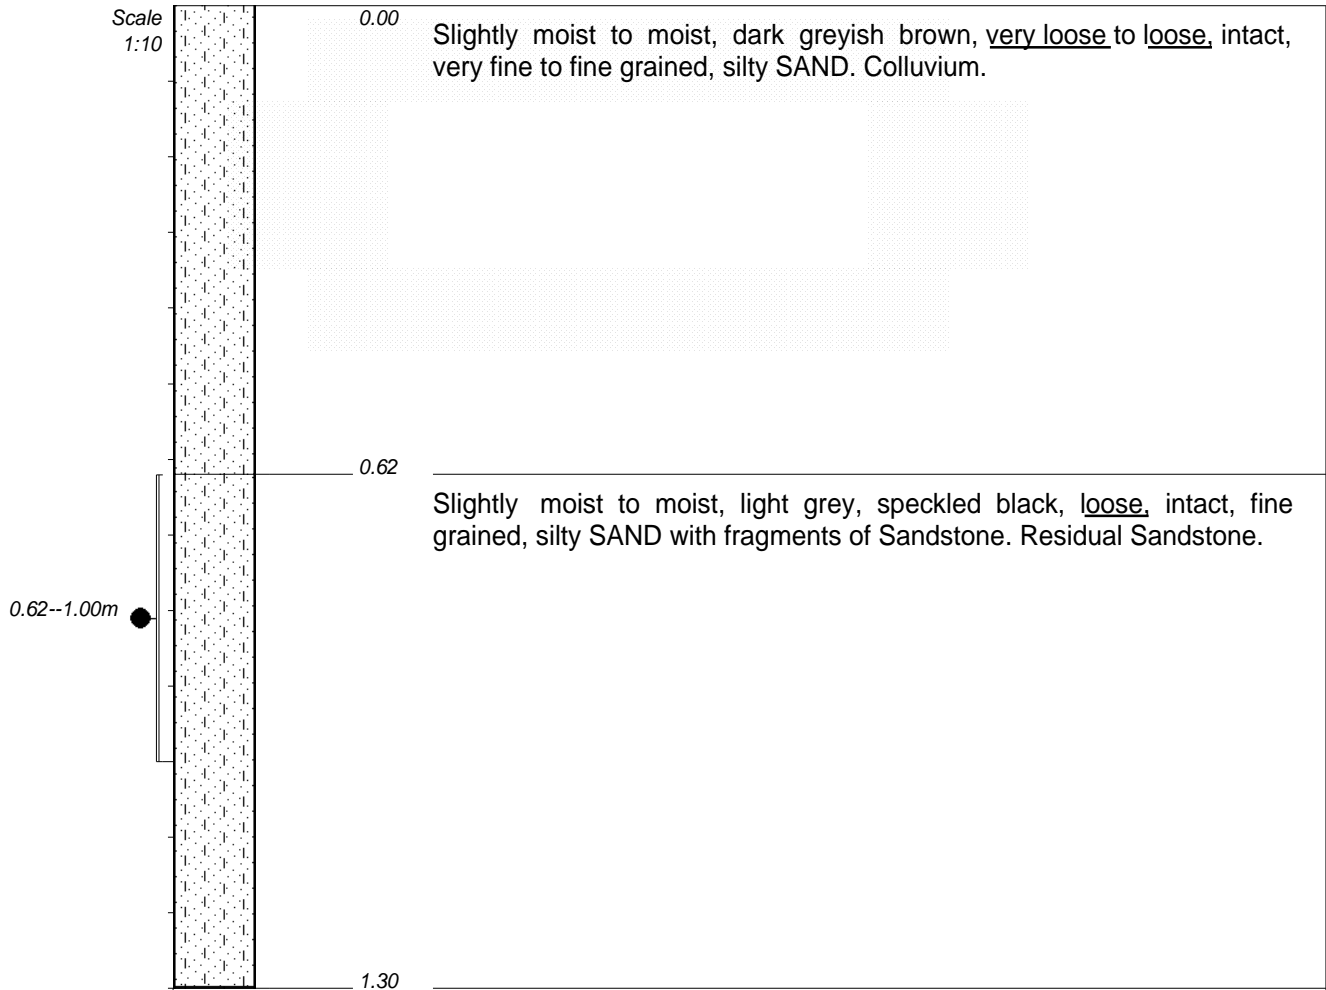 Scale
1:10
0.00
Slightly moist to moist, dark greyish brown, very loose to loose, intact,
very fine to fine grained, silty SAND. Colluvium.
0.62
Slightly moist to moist, light grey, speckled black, loose, intact, fine
grained, silty SAND with fragments of Sandstone. Residual Sandstone.
0.62--1.00m
1.30